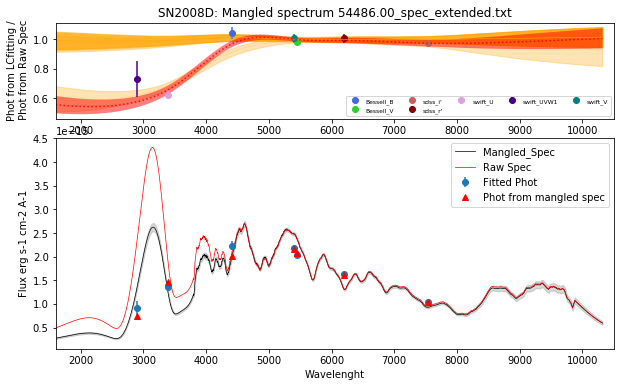 SN2008D: Mangled spectrum 54486.00_spec_extended.txt
Phot from LCfitting /
Phot from Raw Spec
1.0
0.8
0.6
Bessell_B
Bessell_V
sdss_i'
sdss_r'
swift_U
swift_UVW1
swift_V
2000 3000 4000 5000 6000 7000 8000 9000 10000
Flux erg s-1 cm-2 A-1
4.5
4.0
3.5
3.0
2.5
2.0
1.5
1.0
0.5
Mangled_Spec
Raw Spec
Fitted Phot
Phot from mangled spec
2000 3000 4000 5000 6000 7000 8000 9000 10000
Wavelenght